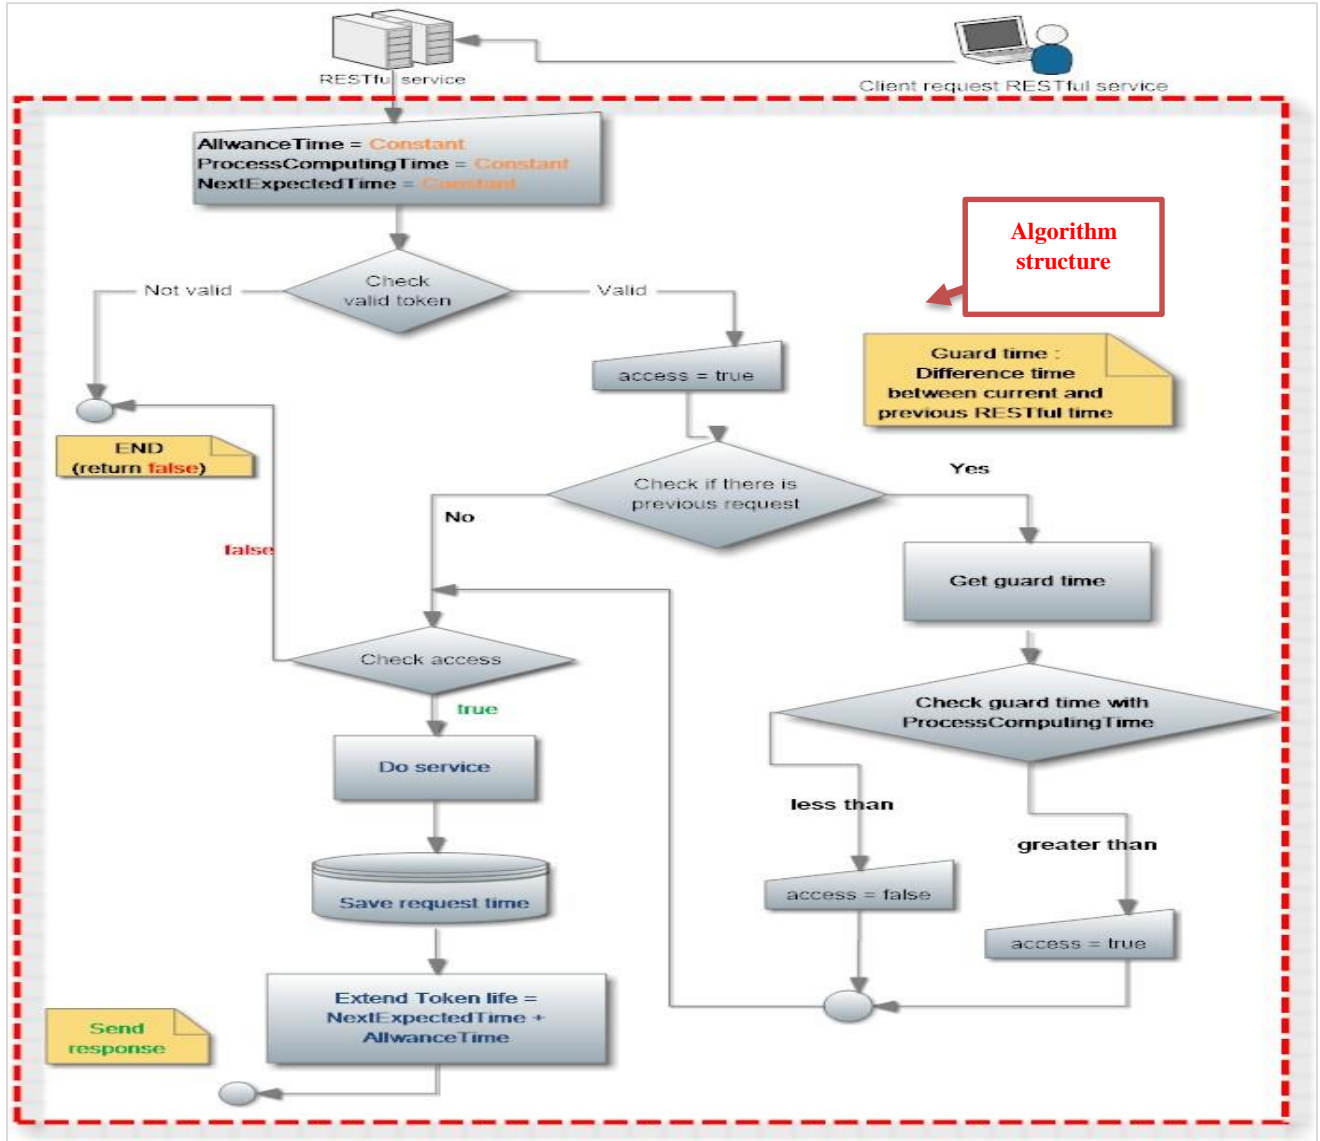 RESTful service
Client request RESTful service
AllwanceTime = Constant
ProcessComputingTime = Constant
NextExpectedTime = Constant
Algorithm
structure
Check
valid token
Not valid
Valid
access = true
Guard time :
Difference time
between current and
previous RESTful time
END
(return false)
Check if there is
previous request
Yes
No
false
Get guard time
Check access
true
Check guard time with
ProcessComputingTime
Do service
less than
greater than
access = false
Save request time
access = true
Extend Token life =
NextExpectedTime +
AllwanceTime
Send
response